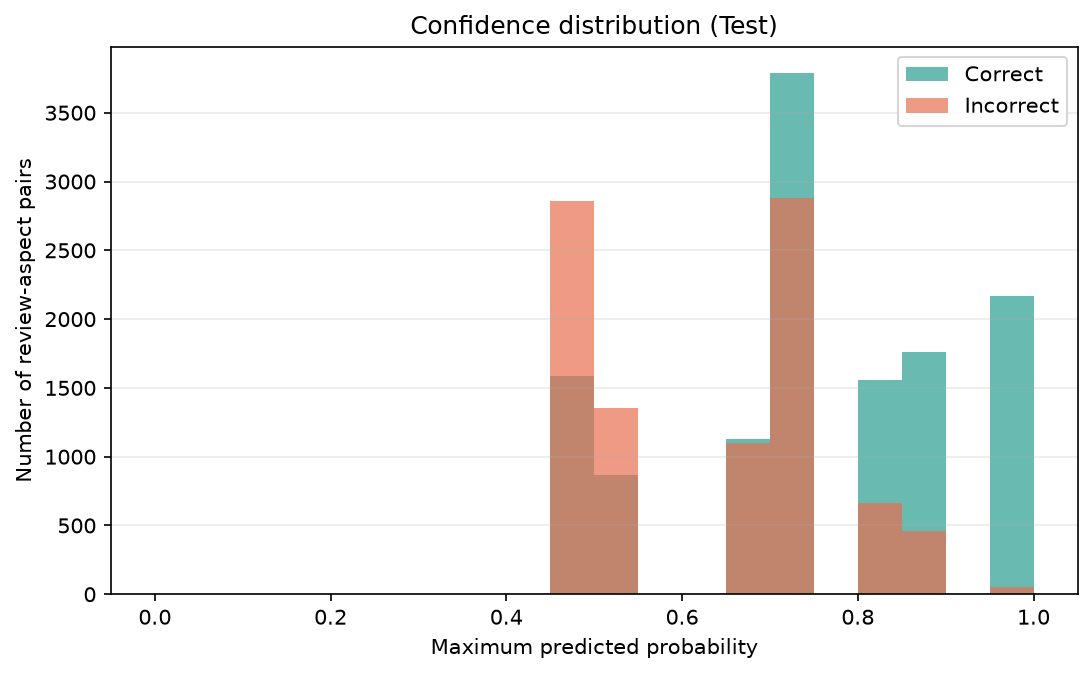 Confidence distribution (Test)
Correct
Incorrect
Number of review-aspect pairs
3500
3000
2500
2000
1500
1000
500
0
0.0 0.2 0.4 0.6 0.8 1.0
Maximum predicted probability